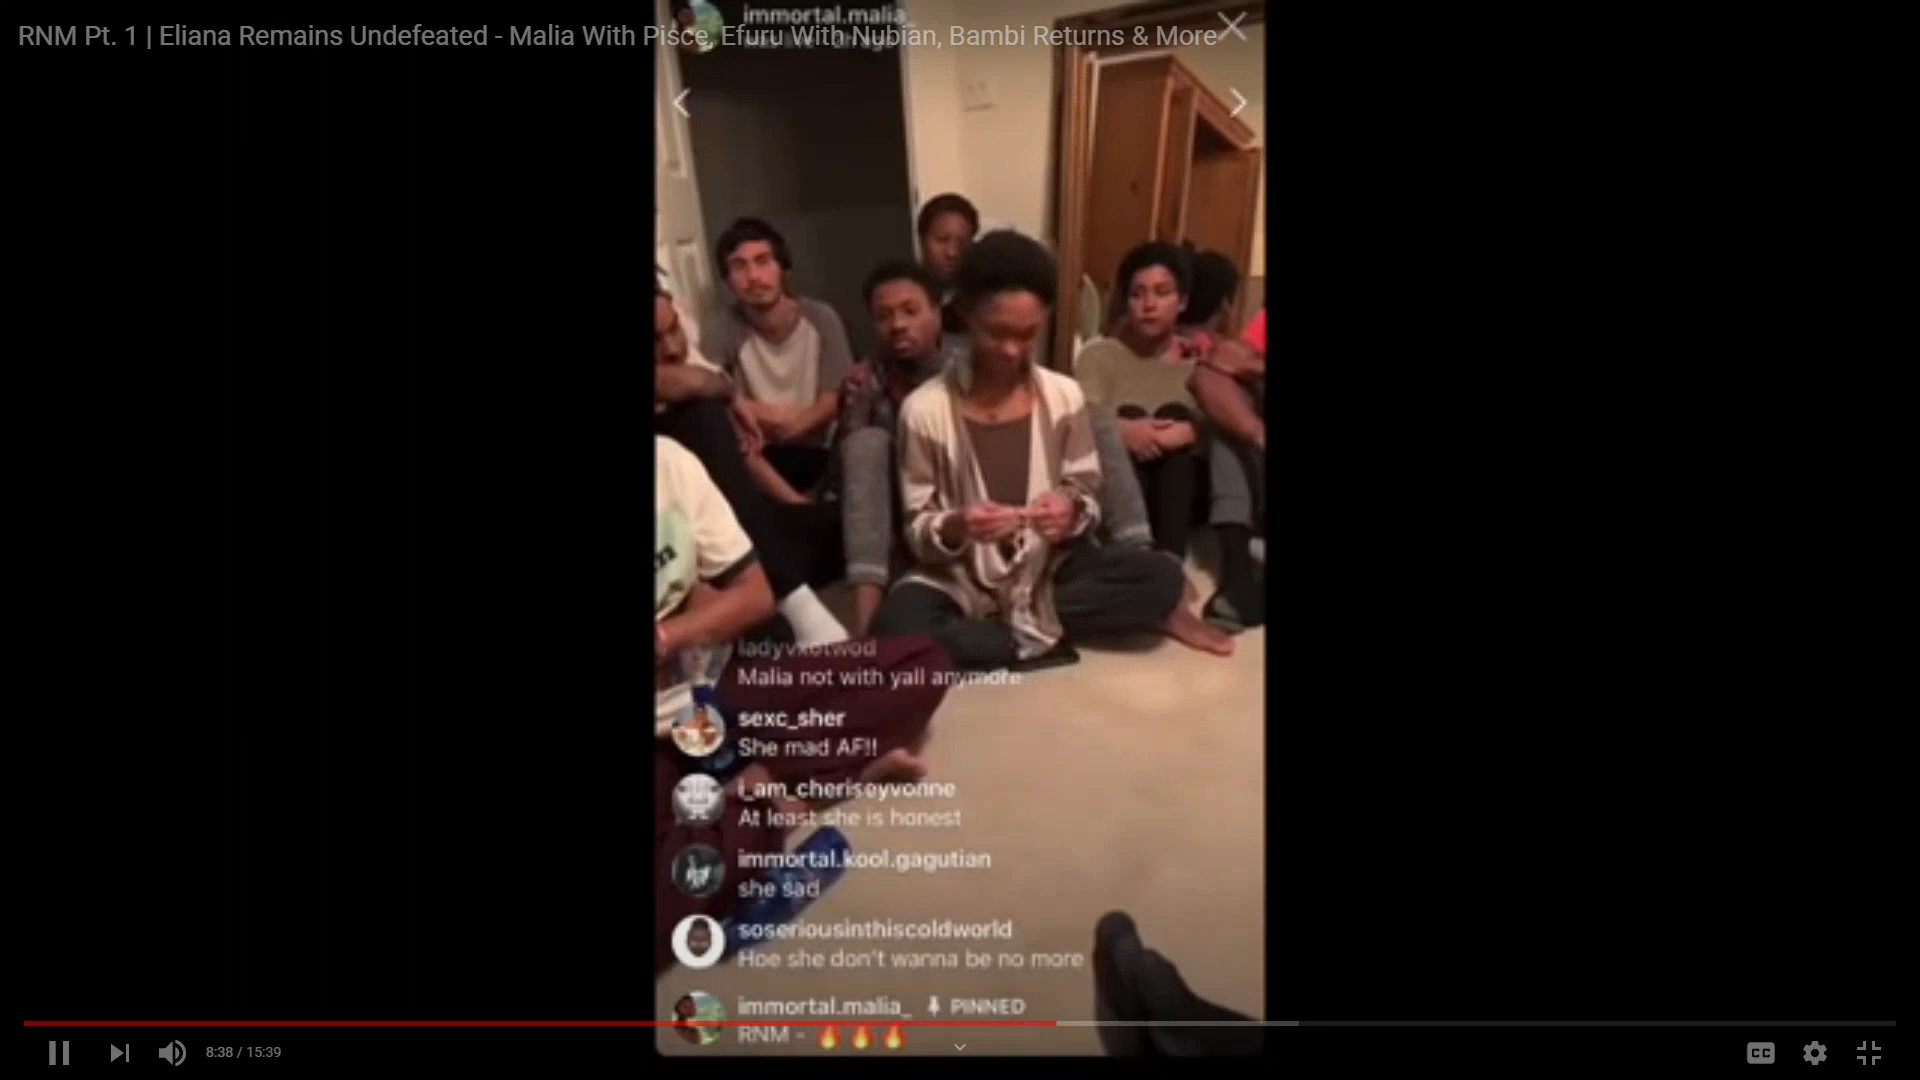 RNM Pt. 1 | Eliana Remains Undefeated - Malia With Pisce, Efuru With Nubian, Bambi Returns & More
immortal.malia_
Malia not with yall anymore
sexc_sher
She mad AF!!
i_am_cheriseyvonne
At least she is honest
immortal.kool.gagutian
she sad
soseriousinthiscoldworld
Hoe she don't wanna be no more
immortal.malia_ PINNED
RNM - 🔥🔥🔥
8:38 / 15:39
CC